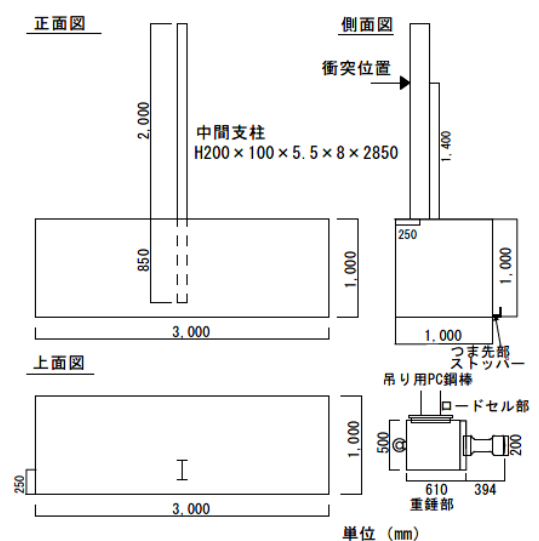 正面図
側面図
衝突位置
2,000
中間支柱
H200×100×5.5×8×2850
1,400
850
250
1,000
1,000
3,000
1,000
つま先部
ストッパー
上面図
吊り用PC鋼棒
ロードセル部
1,000
500
200
250
610
394
重錘部
3,000
単位 (mm)